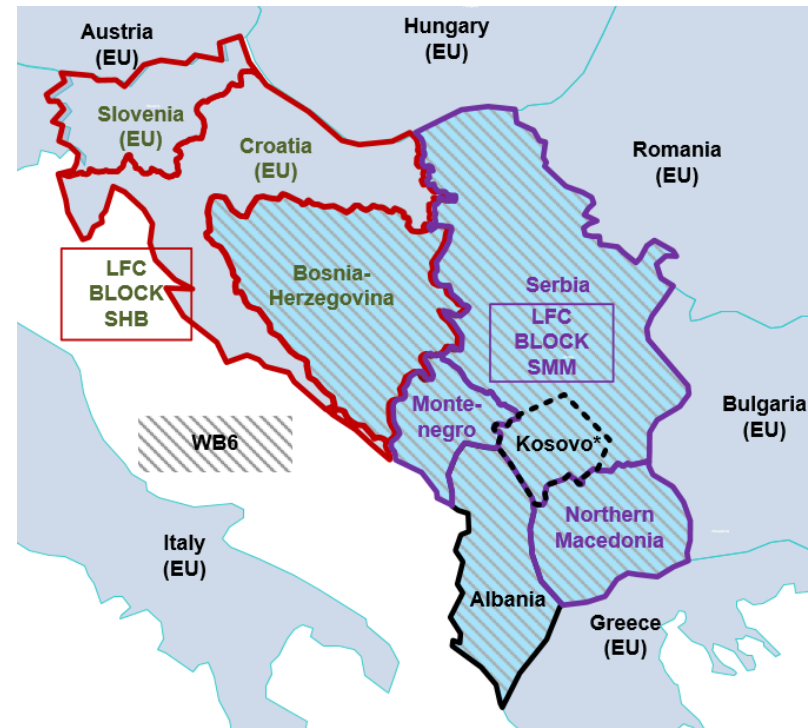 Austria
(EU)
Hungary
(EU)
Slovenia
(EU)
Croatia
(EU)
Romania
(EU)
LFC
BLOCK
SHB
Bosnia-
Herzegovina
Serbia
LFC
BLOCK
SMM
Monte-
negro
Bulgaria
(EU)
WB6
Kosovo*
Italy
(EU)
Northern
Macedonia
Albania
Greece
(EU)